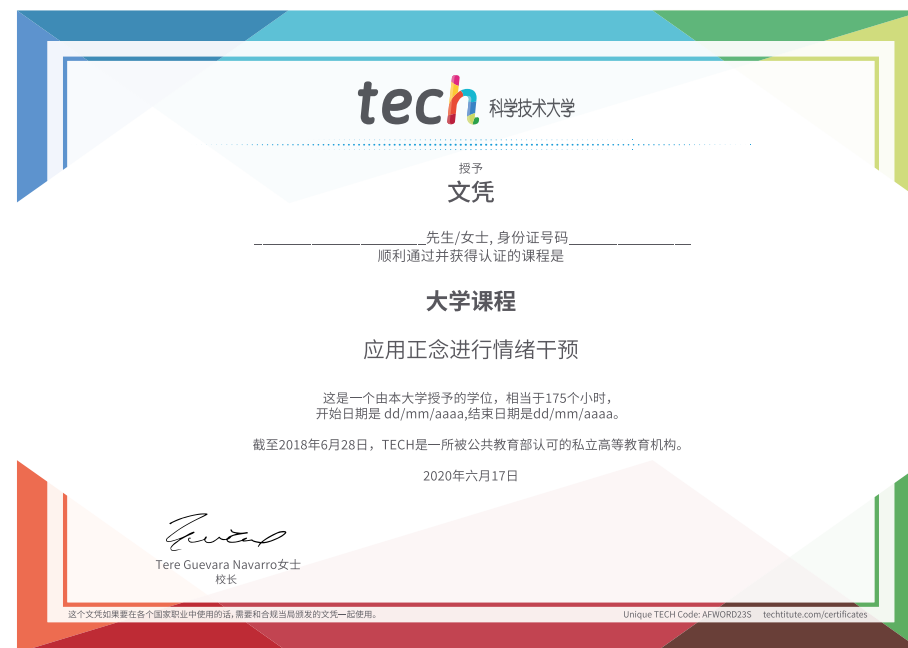 tech 科学技术大学
授予
文凭
______________________先生/女士, 身份证号码________________
顺利通过并获得认证的课程是
大学课程
应用正念进行情绪干预
这是一个由本大学授予的学位，相当于175个小时，
开始日期是 dd/mm/aaaa,结束日期是dd/mm/aaaa。
截至2018年6月28日，TECH是一所被公共教育部认可的私立高等教育机构。
2020年六月17日
Tere Guevara Navarro女士
校长
这个文凭如果要在各个国家职业中使用的话,需要和合规当局颁发的文凭一起使用。
Unique TECH Code: AFWORD23S techtitute.com/certificates